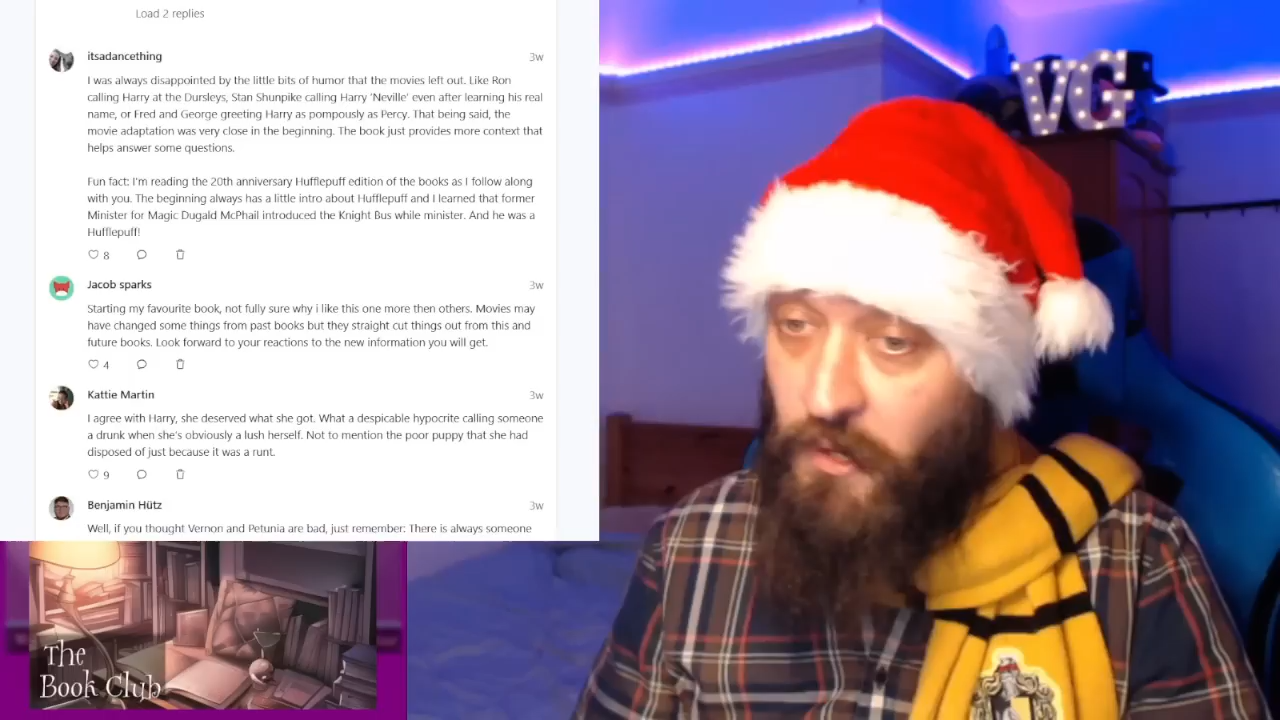 Load 2 replies
itsadancething
3w
I was always disappointed by the little bits of humor that the movies left out. Like Ron
calling Harry at the Dursleys, Stan Shunpike calling Harry ‘Neville’ even after learning his real
name, or Fred and George greeting Harry as pompously as Percy. That being said, the
movie adaptation was very close in the beginning. The book just provides more context that
helps answer some questions.
Fun fact: I'm reading the 20th anniversary Hufflepuff edition of the books as I follow along
with you. The beginning always has a little intro about Hufflepuff and I learned that former
Minister for Magic Dugald McPhail introduced the Knight Bus while minister. And he was a
Hufflepuff!
8
Jacob sparks
3w
Starting my favourite book, not fully sure why i like this one more then others. Movies may
have changed some things from past books but they straight cut things out from this and
future books. Look forward to your reactions to the new information you will get.
4
Kattie Martin
3w
I agree with Harry, she deserved what she got. What a despicable hypocrite calling someone
a drunk when she's obviously a lush herself. Not to mention the poor puppy that she had
disposed of just because it was a runt.
9
Benjamin Hütz
3w
Well, if you thought Vernon and Petunia are bad, just remember: There is always someone
The
Book Club
VG